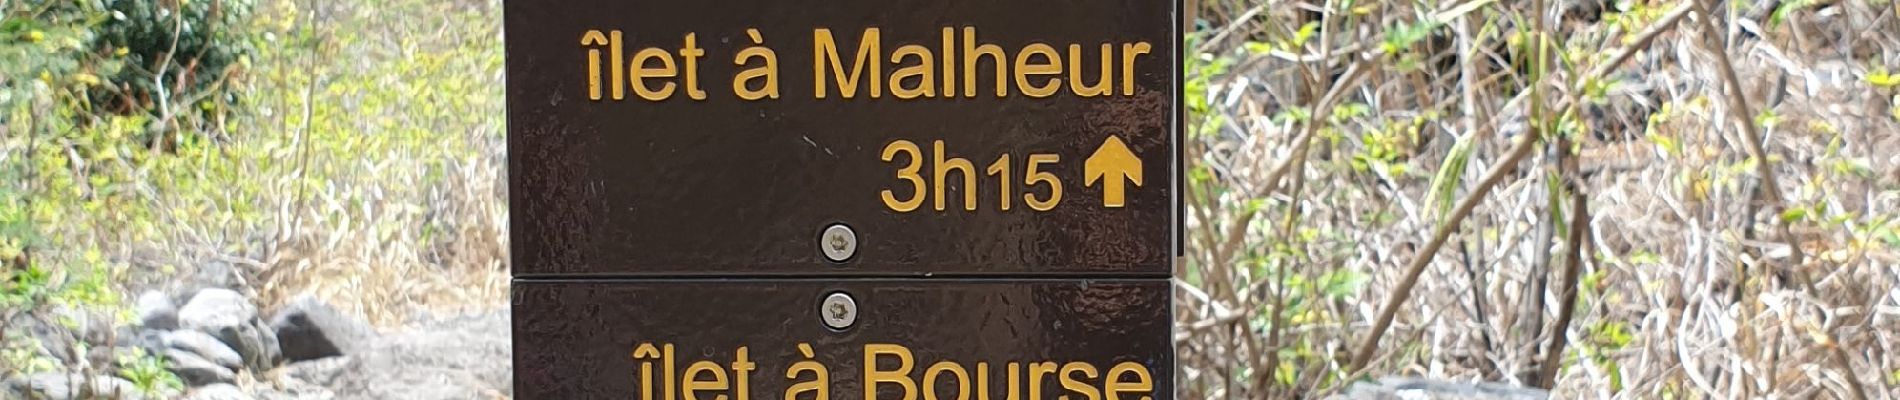 îlet à Malheur
3h15
îlet à Bourse